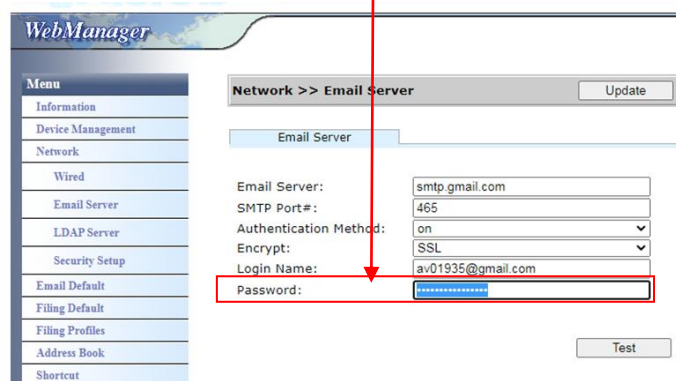 WebManager
Menu
Information
Device Management
Network
Wired
Email Server
LDAP Server
Security Setup
Email Default
Filing Default
Filing Profiles
Address Book
Shortcut
Network >> Email Server
Update
Email Server
Email Server: smtp.gmail.com
SMTP Port#: 465
Authentication Method: on
Encrypt: SSL
Login Name: av01935@gmail.com
Password: ••••••••••••••••
Test